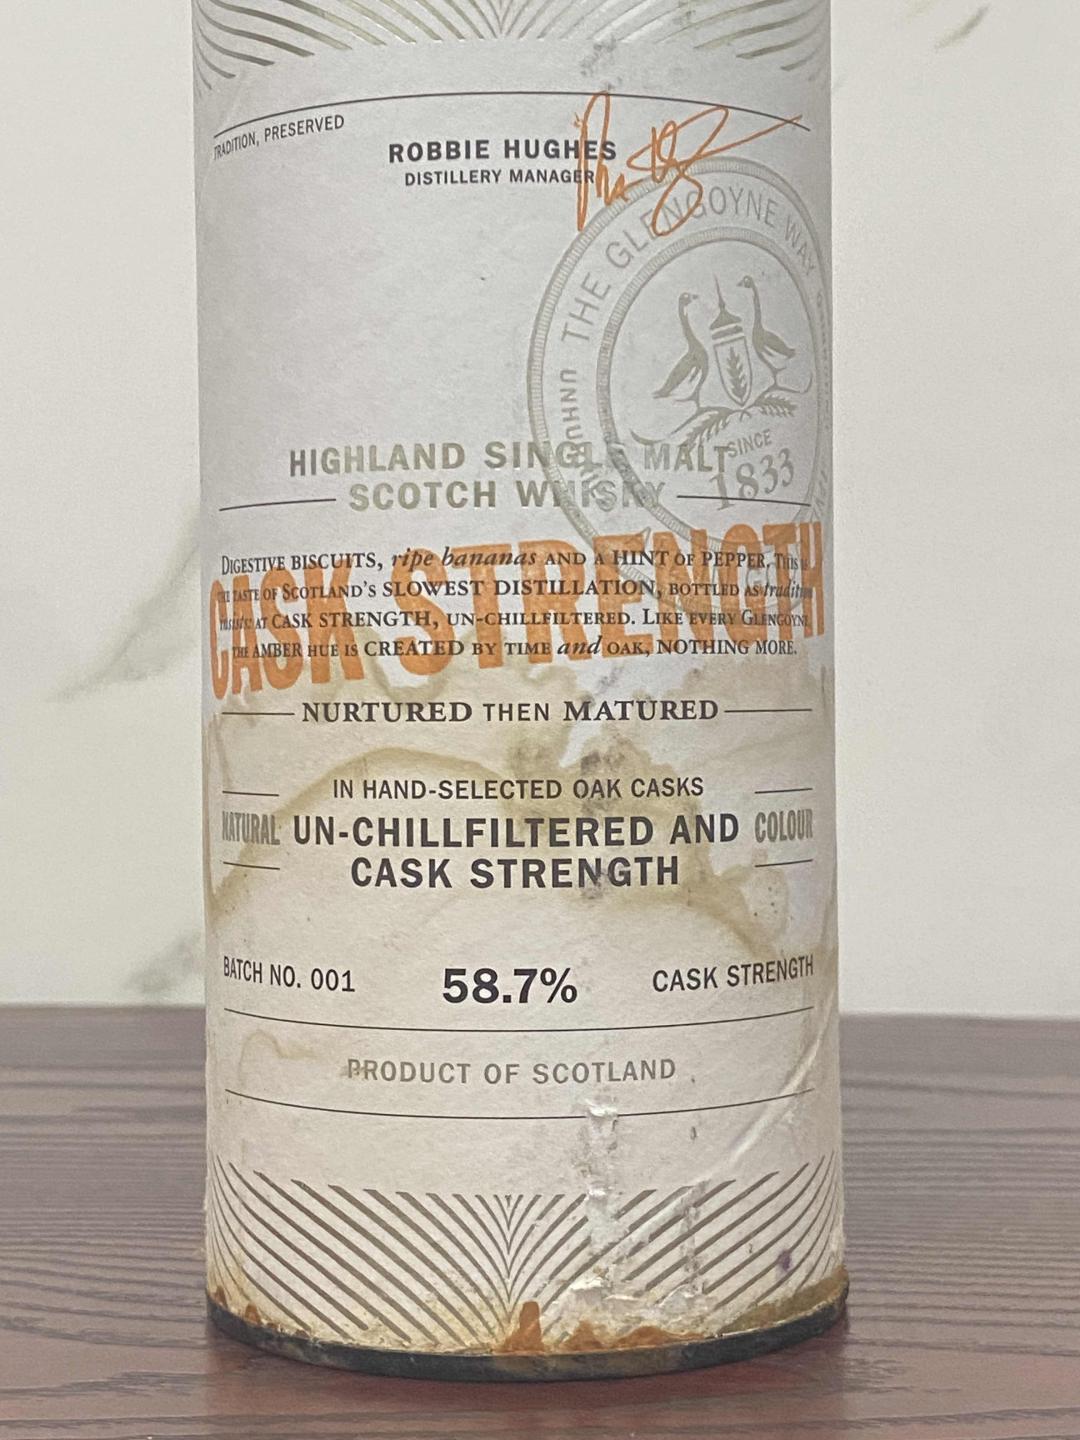 TRADITION, PRESERVED
ROBBIE HUGHES
DISTILLERY MANAGER
THE GLENGOYNE WAY
SINCE
1833
HIGHLAND SINGLE MALT
SCOTCH WHISKY
CASK STRENGTH
DIGESTIVE BISCUITS, ripe bananas AND A HINT OF PEPPER. This is
THE TASTE OF SCOTLAND'S SLOWEST DISTILLATION, BOTTLED AS tradition
insists: AT CASK STRENGTH, UN-CHILLFILTERED. LIKE EVERY GLENGOYNE,
THE AMBER HUE IS CREATED BY TIME and OAK, NOTHING MORE.
NURTURED THEN MATURED
IN HAND-SELECTED OAK CASKS
NATURAL UN-CHILLFILTERED AND COLOUR
CASK STRENGTH
BATCH NO. 001 58.7% CASK STRENGTH
PRODUCT OF SCOTLAND